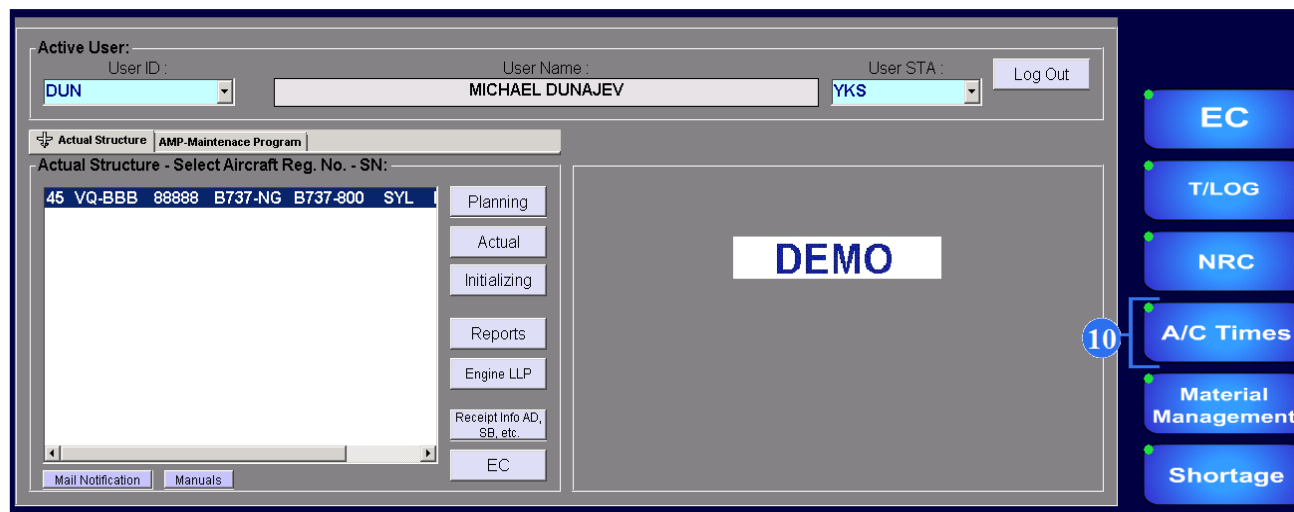 Active User:
User ID :
User Name :
User STA :
DUN
MICHAEL DUNAJEV
YKS
Log Out
Actual Structure
AMP-Maintenace Program
Actual Structure - Select Aircraft Reg. No. - SN:
45 VQ-BBB 88888 B737-NG B737-800 SYL
Planning
Actual
Initializing
Reports
Engine LLP
Receipt Info AD,
SB, etc.
EC
Mail Notification
Manuals
DEMO
EC
T/LOG
NRC
10
A/C Times
Material
Management
Shortage